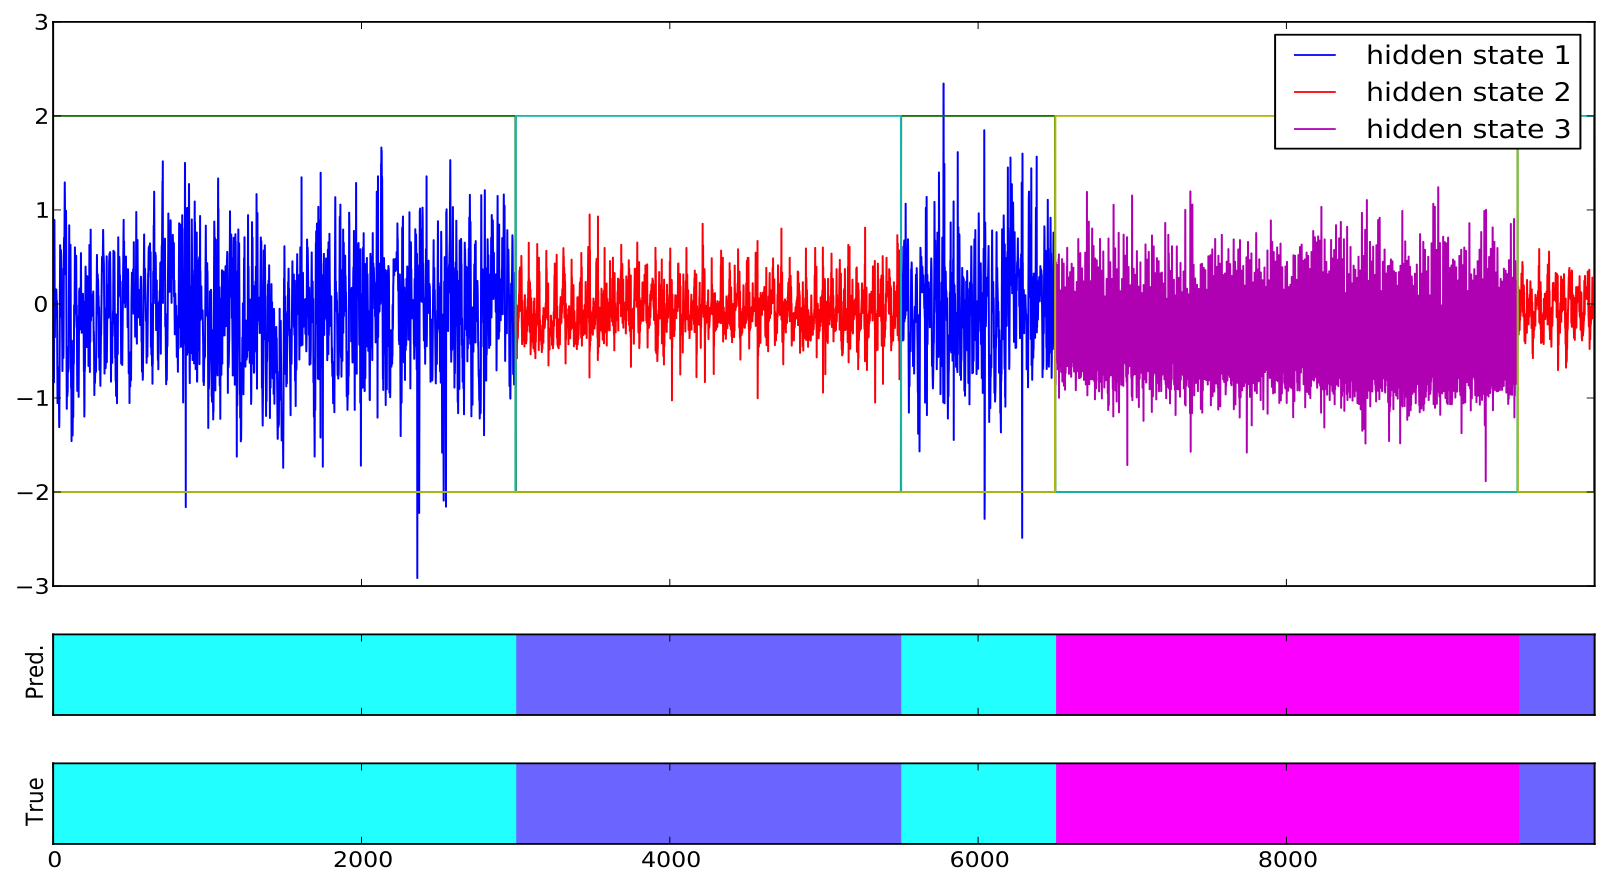 3
2
1
0
−1
−2
−3
hidden state 1
hidden state 2
hidden state 3
Pred.
True
0 2000 4000 6000 8000